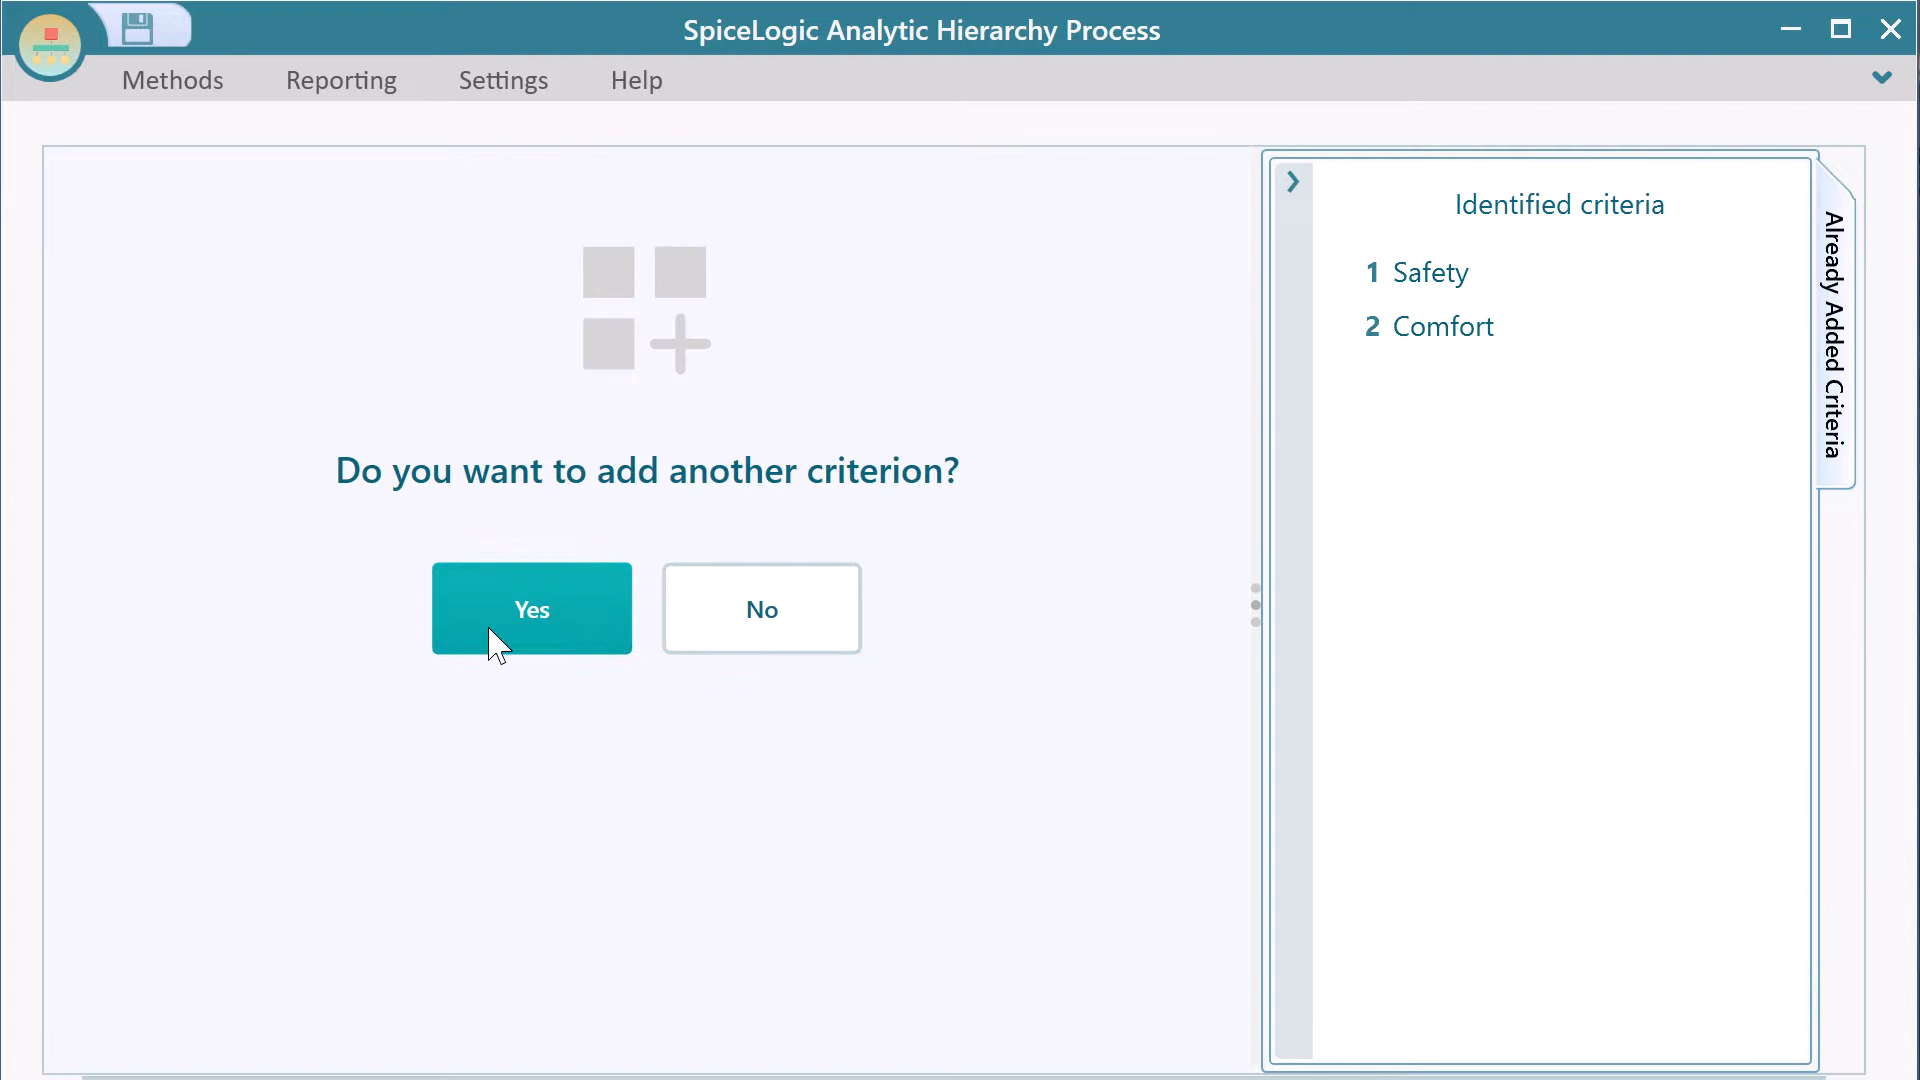 SpiceLogic Analytic Hierarchy Process
Methods Reporting Settings Help
Do you want to add another criterion?
Yes No
Identified criteria
1 Safety
2 Comfort
Already Added Criteria